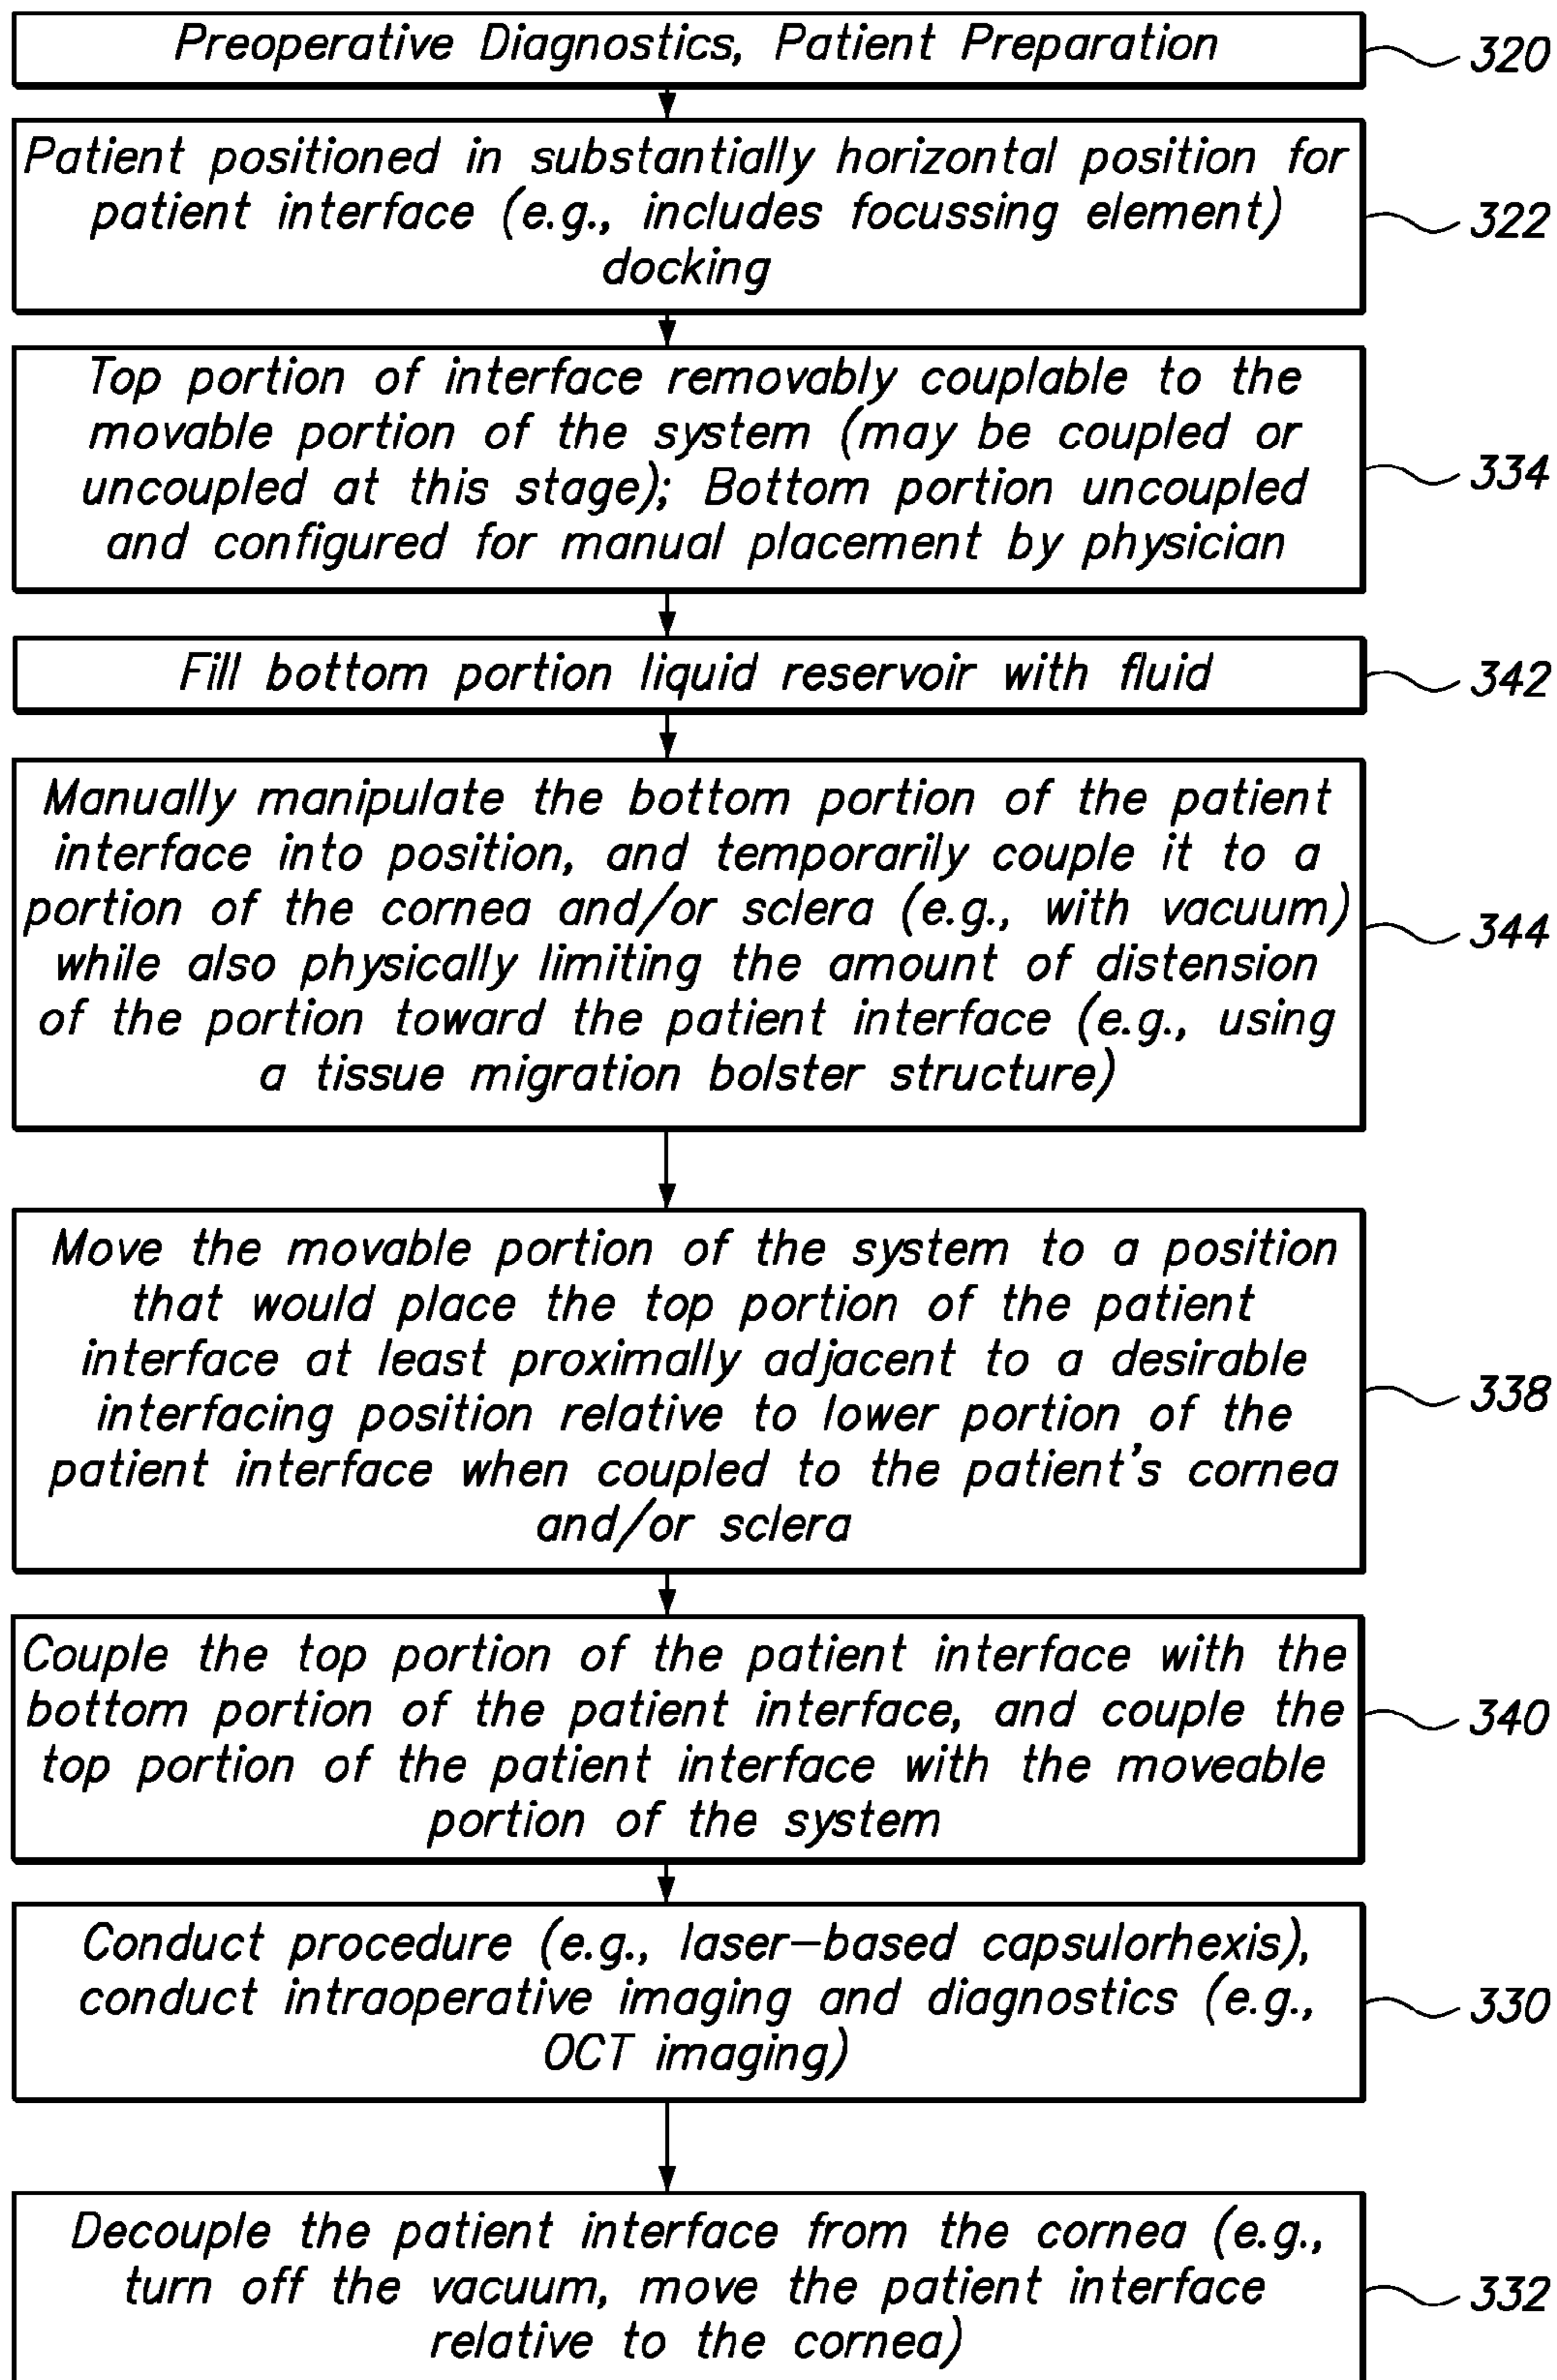 Preoperative Diagnostics, Patient Preparation
320
Patient positioned in substantially horizontal position for
patient interface (e.g., includes focussing element)
docking
322
Top portion of interface removably couplable to the
movable portion of the system (may be coupled or
uncoupled at this stage); Bottom portion uncoupled
and configured for manual placement by physician
334
Fill bottom portion liquid reservoir with fluid
342
Manually manipulate the bottom portion of the patient
interface into position, and temporarily couple it to a
portion of the cornea and/or sclera (e.g., with vacuum)
while also physically limiting the amount of distension
of the portion toward the patient interface (e.g., using
a tissue migration bolster structure)
344
Move the movable portion of the system to a position
that would place the top portion of the patient
interface at least proximally adjacent to a desirable
interfacing position relative to lower portion of the
patient interface when coupled to the patient's cornea
and/or sclera
338
Couple the top portion of the patient interface with the
bottom portion of the patient interface, and couple the
top portion of the patient interface with the moveable
portion of the system
340
Conduct procedure (e.g., laser-based capsulorhexis),
conduct intraoperative imaging and diagnostics (e.g.,
OCT imaging)
330
Decouple the patient interface from the cornea (e.g.,
turn off the vacuum, move the patient interface
relative to the cornea)
332